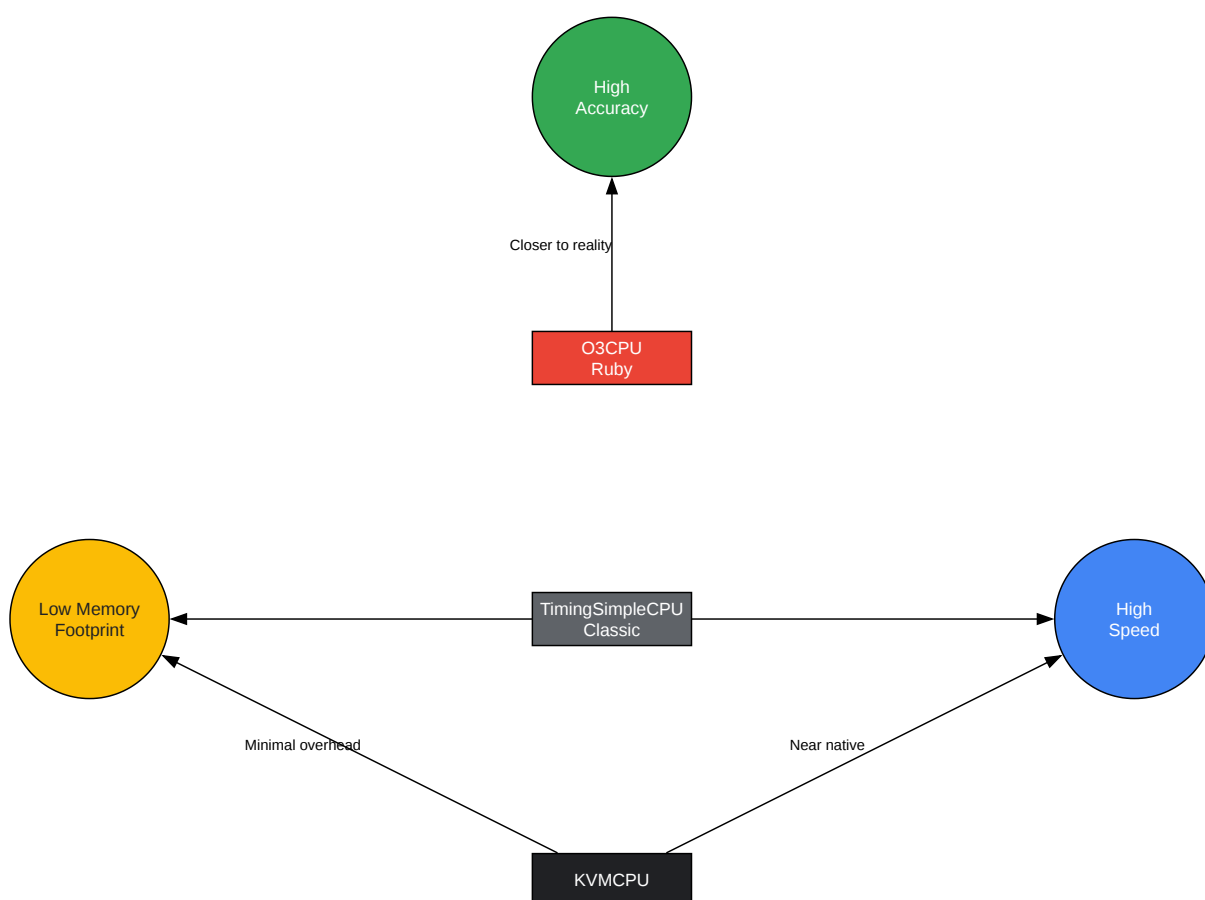 High
Accuracy
Closer to reality
O3CPU
Ruby
Low Memory
Footprint
TimingSimpleCPU
Classic
High
Speed
Minimal overhead
Near native
KVMCPU